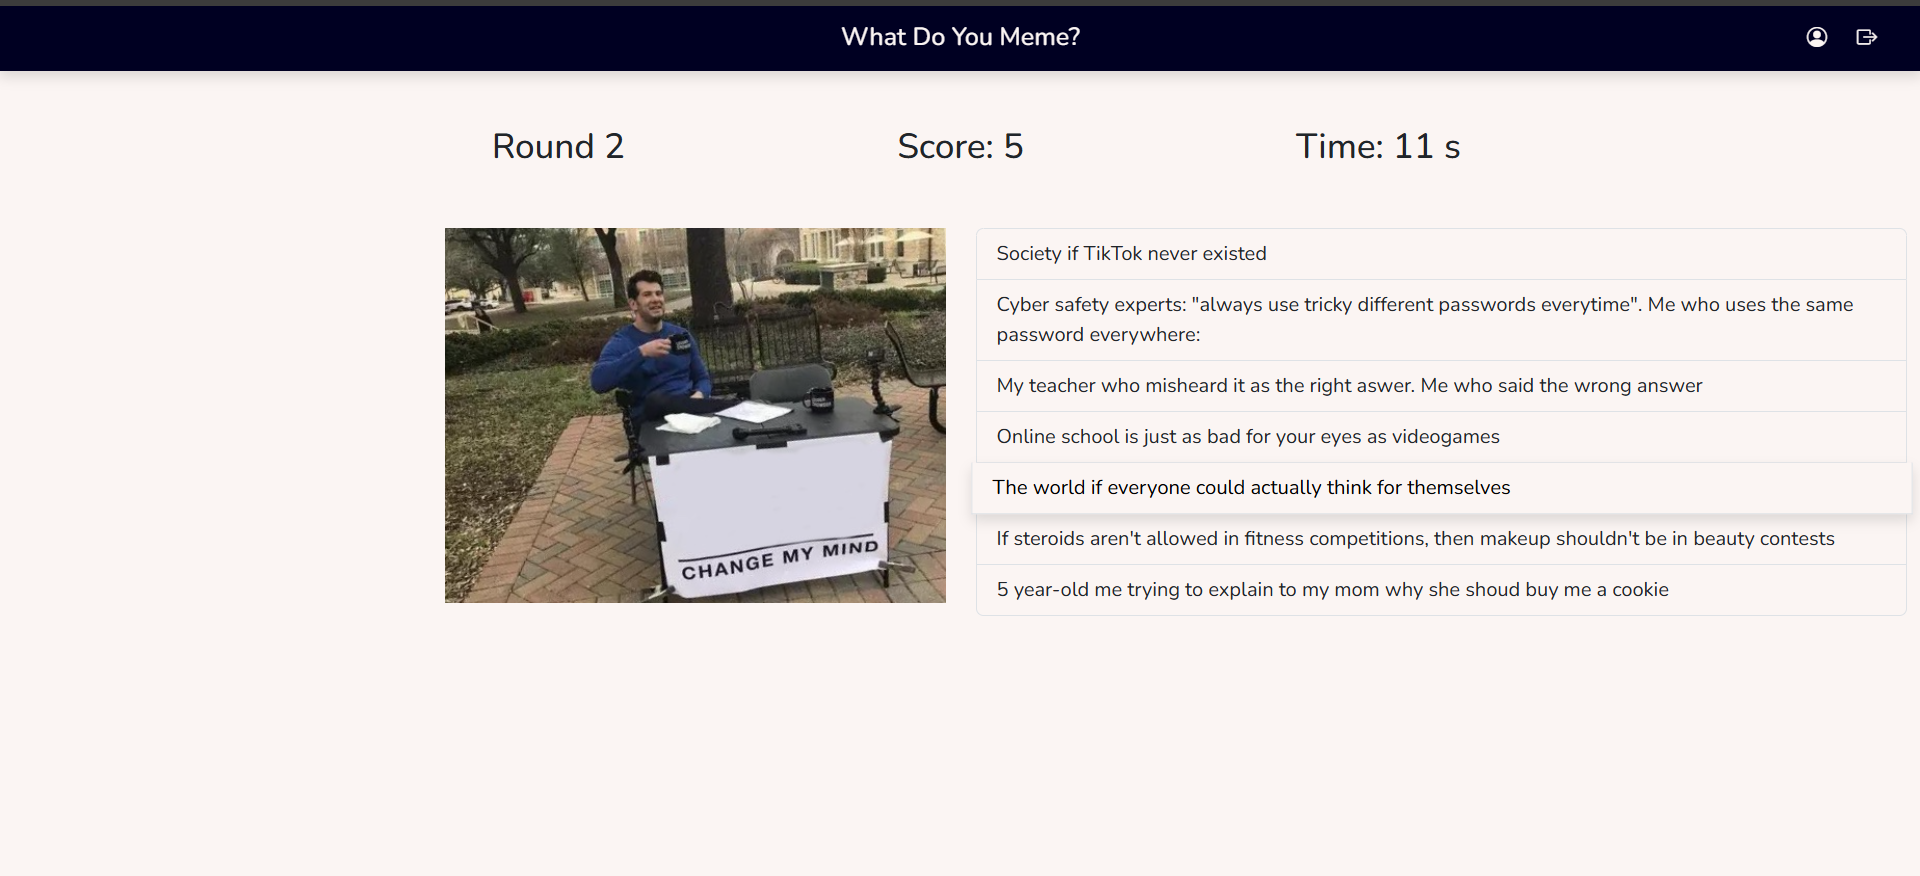 What Do You Meme?
Round 2
Score: 5
Time: 11 s
CHANGE MY MIND
Society if TikTok never existed
Cyber safety experts: "always use tricky different passwords everytime". Me who uses the same
password everywhere:
My teacher who misheard it as the right aswer. Me who said the wrong answer
Online school is just as bad for your eyes as videogames
The world if everyone could actually think for themselves
If steroids aren't allowed in fitness competitions, then makeup shouldn't be in beauty contests
5 year-old me trying to explain to my mom why she shoud buy me a cookie